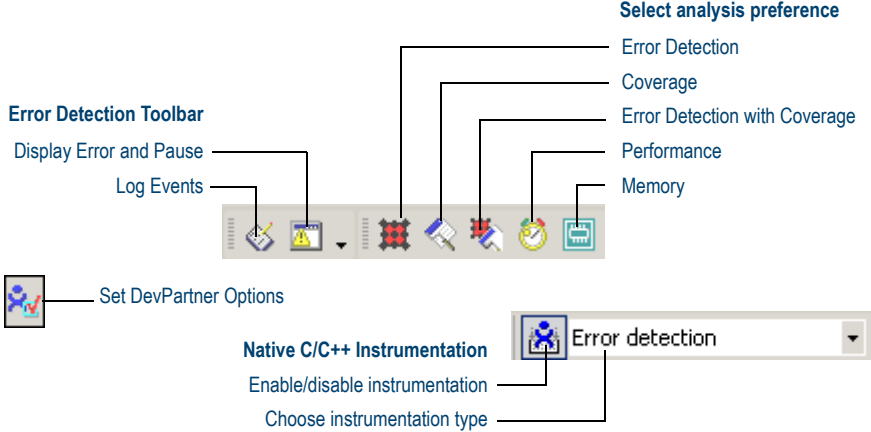 Select analysis preference
Error Detection
Coverage
Error Detection with Coverage
Performance
Memory
Error Detection Toolbar
Display Error and Pause
Log Events
Set DevPartner Options
Native C/C++ Instrumentation
Enable/disable instrumentation
Choose instrumentation type
Error detection